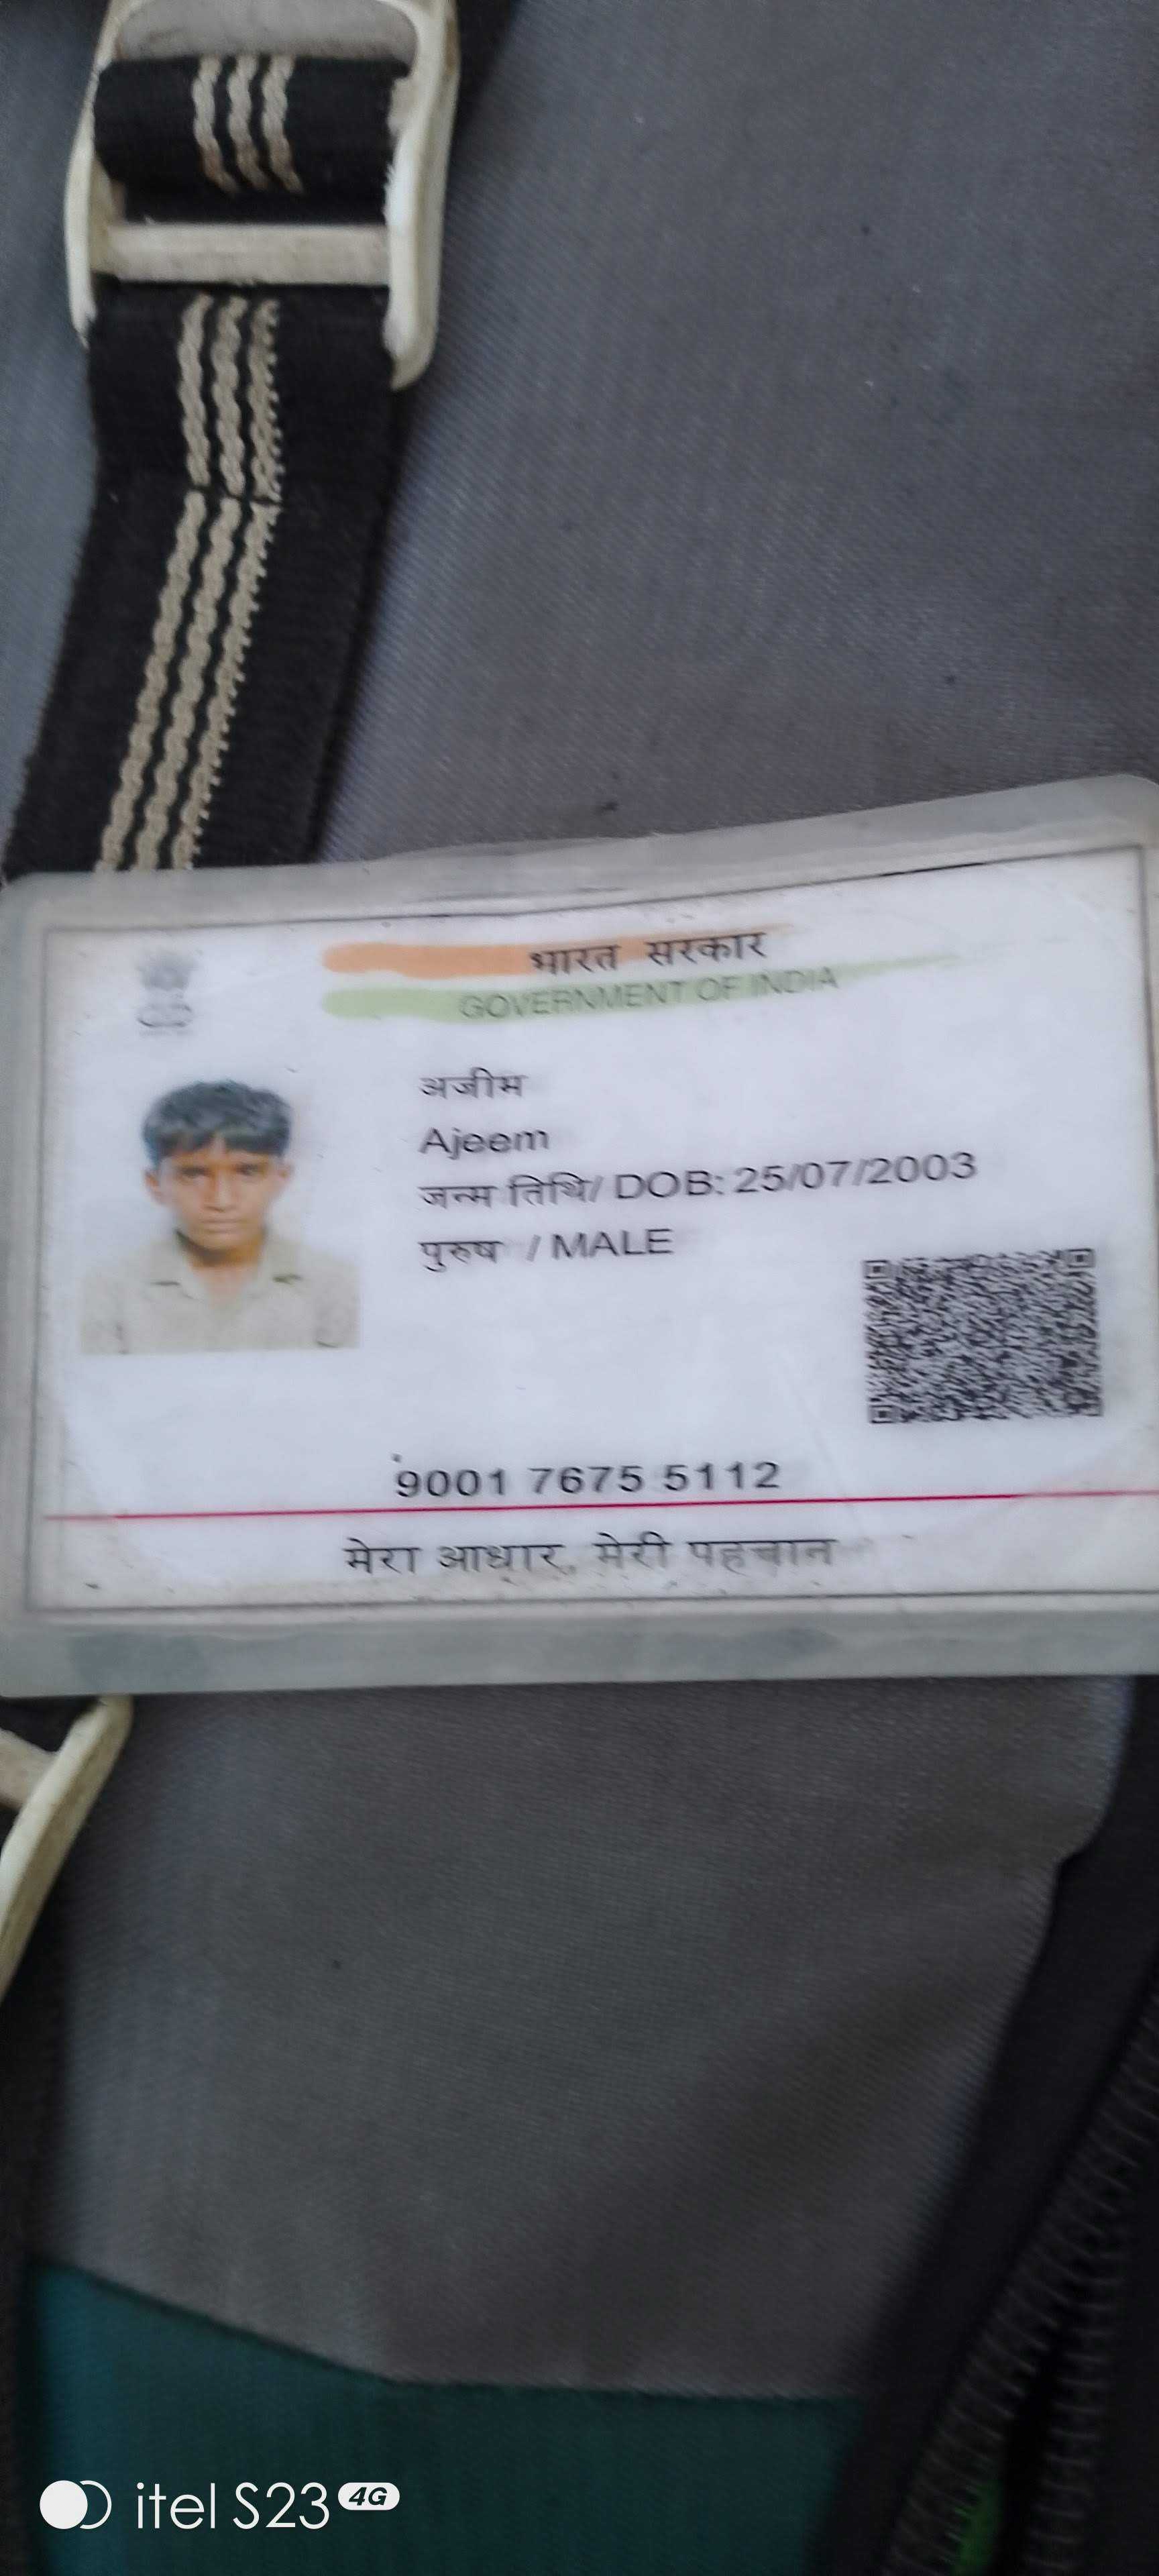 भारत सरकार
GOVERNMENT OF INDIA
अजीम
Ajeem
जन्म तिथि/ DOB: 25/07/2003
पुरुष / MALE
9001 7675 5112
मेरा आधार, मेरी पहचान
itel S23 4G